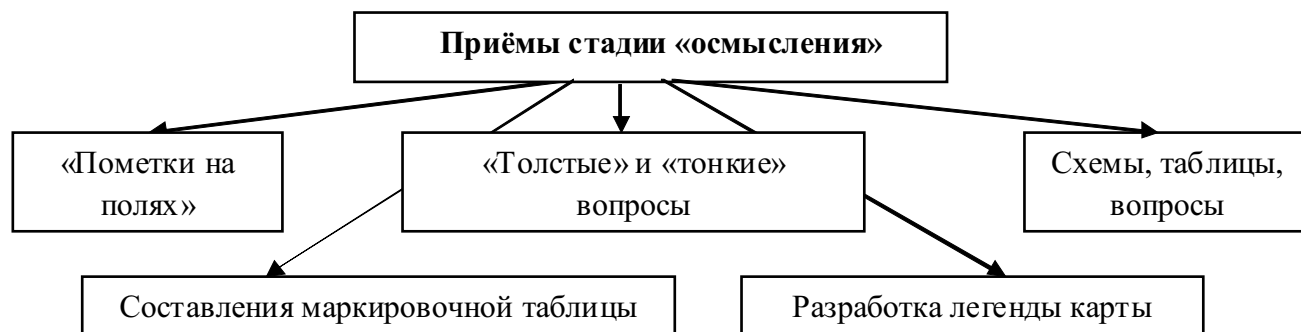 Приёмы стадии «осмысления»
«Пометки на
полях»
«Толстые» и «тонкие»
вопросы
Схемы, таблицы,
вопросы
Составления маркировочной таблицы
Разработка легенды карты